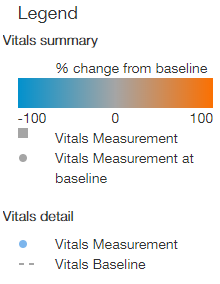 Legend
Vitals summary
% change from baseline
-100 0 100
Vitals Measurement
Vitals Measurement at
baseline
Vitals detail
Vitals Measurement
Vitals Baseline